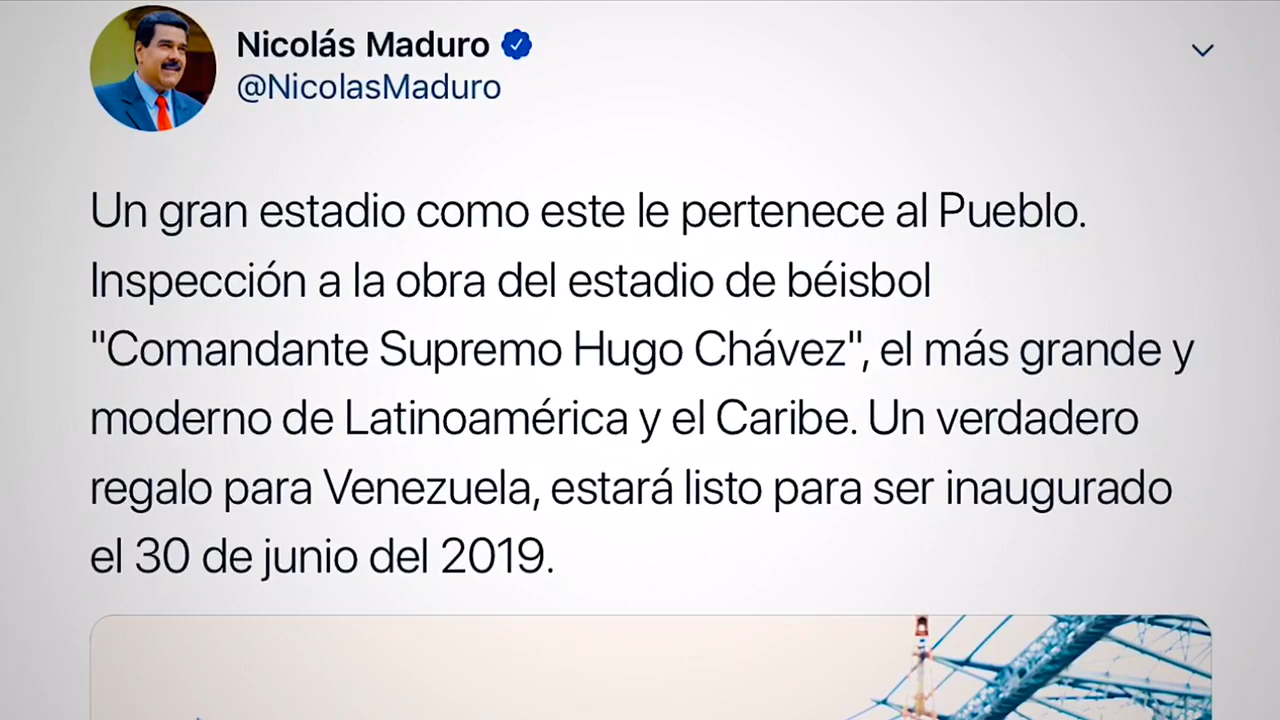 Nicolás Maduro
@NicolasMaduro
Un gran estadio como este le pertenece al Pueblo.
Inspección a la obra del estadio de béisbol
"Comandante Supremo Hugo Chávez", el más grande y
moderno de Latinoamérica y el Caribe. Un verdadero
regalo para Venezuela, estará listo para ser inaugurado
el 30 de junio del 2019.